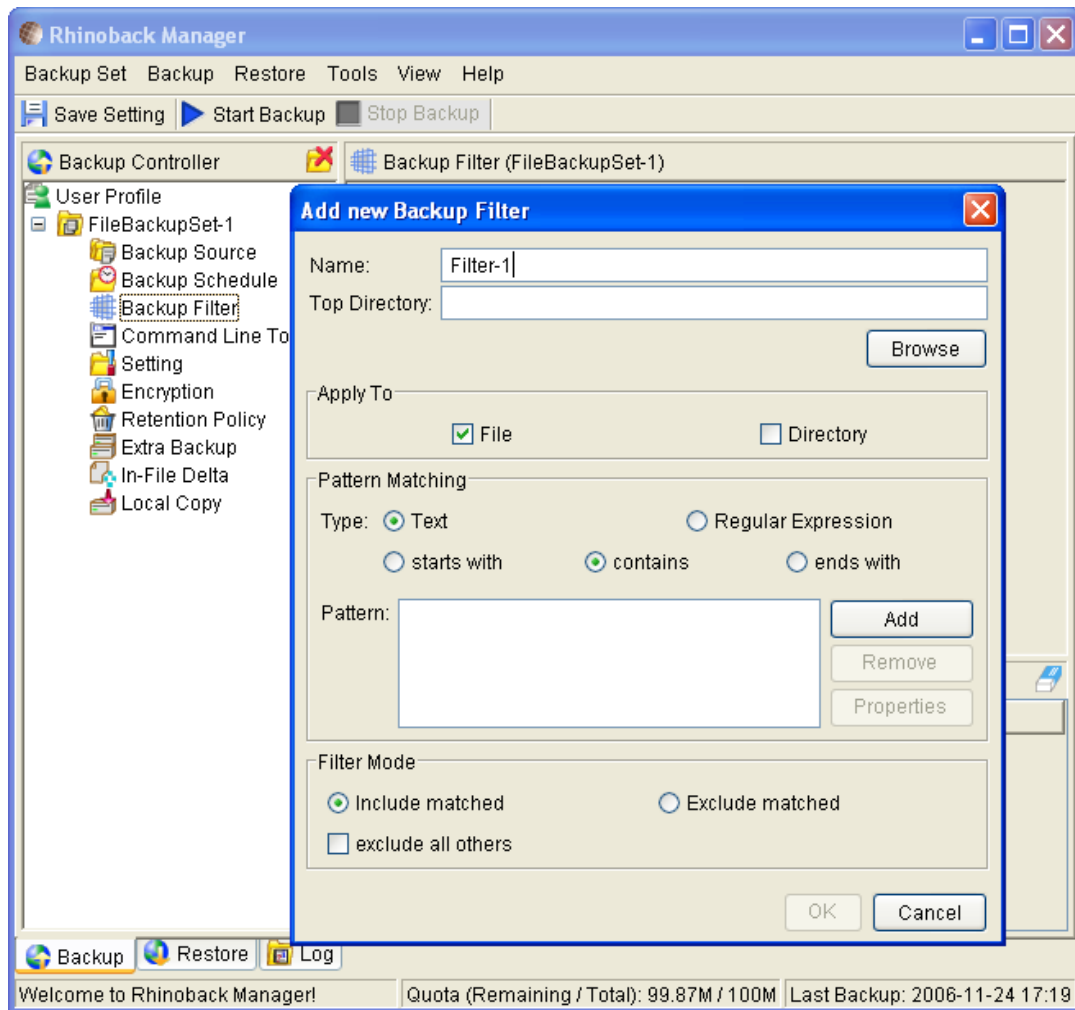 Rhinoback Manager
Backup Set Backup Restore Tools View Help
Save Setting Start Backup Stop Backup
Backup Controller
Backup Filter (FileBackupSet-1)
User Profile
FileBackupSet-1
Backup Source
Backup Schedule
Backup Filter
Command Line To
Setting
Encryption
Retention Policy
Extra Backup
In-File Delta
Local Copy
Add new Backup Filter
Name: Filter-1
Top Directory:
Browse
Apply To
File Directory
Pattern Matching
Type: Text Regular Expression
starts with contains ends with
Pattern:
Add
Remove
Properties
Filter Mode
Include matched Exclude matched
exclude all others
OK Cancel
Backup Restore Log
Welcome to Rhinoback Manager! Quota (Remaining / Total): 99.87M / 100M Last Backup: 2006-11-24 17:19